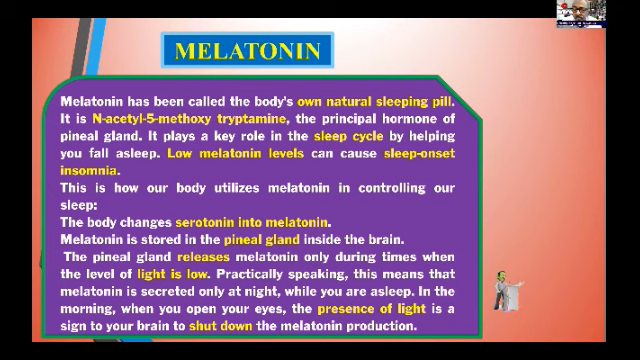 MELATONIN
Melatonin has been called the body's own natural sleeping pill.
It is N-acetyl-5-methoxy tryptamine, the principal hormone of
pineal gland. It plays a key role in the sleep cycle by helping
you fall asleep. Low melatonin levels can cause sleep-onset
insomnia.
This is how our body utilizes melatonin in controlling our
sleep:
The body changes serotonin into melatonin.
Melatonin is stored in the pineal gland inside the brain.
The pineal gland releases melatonin only during times when
the level of light is low. Practically speaking, this means that
melatonin is secreted only at night, while you are asleep. In the
morning, when you open your eyes, the presence of light is a
sign to your brain to shut down the melatonin production.